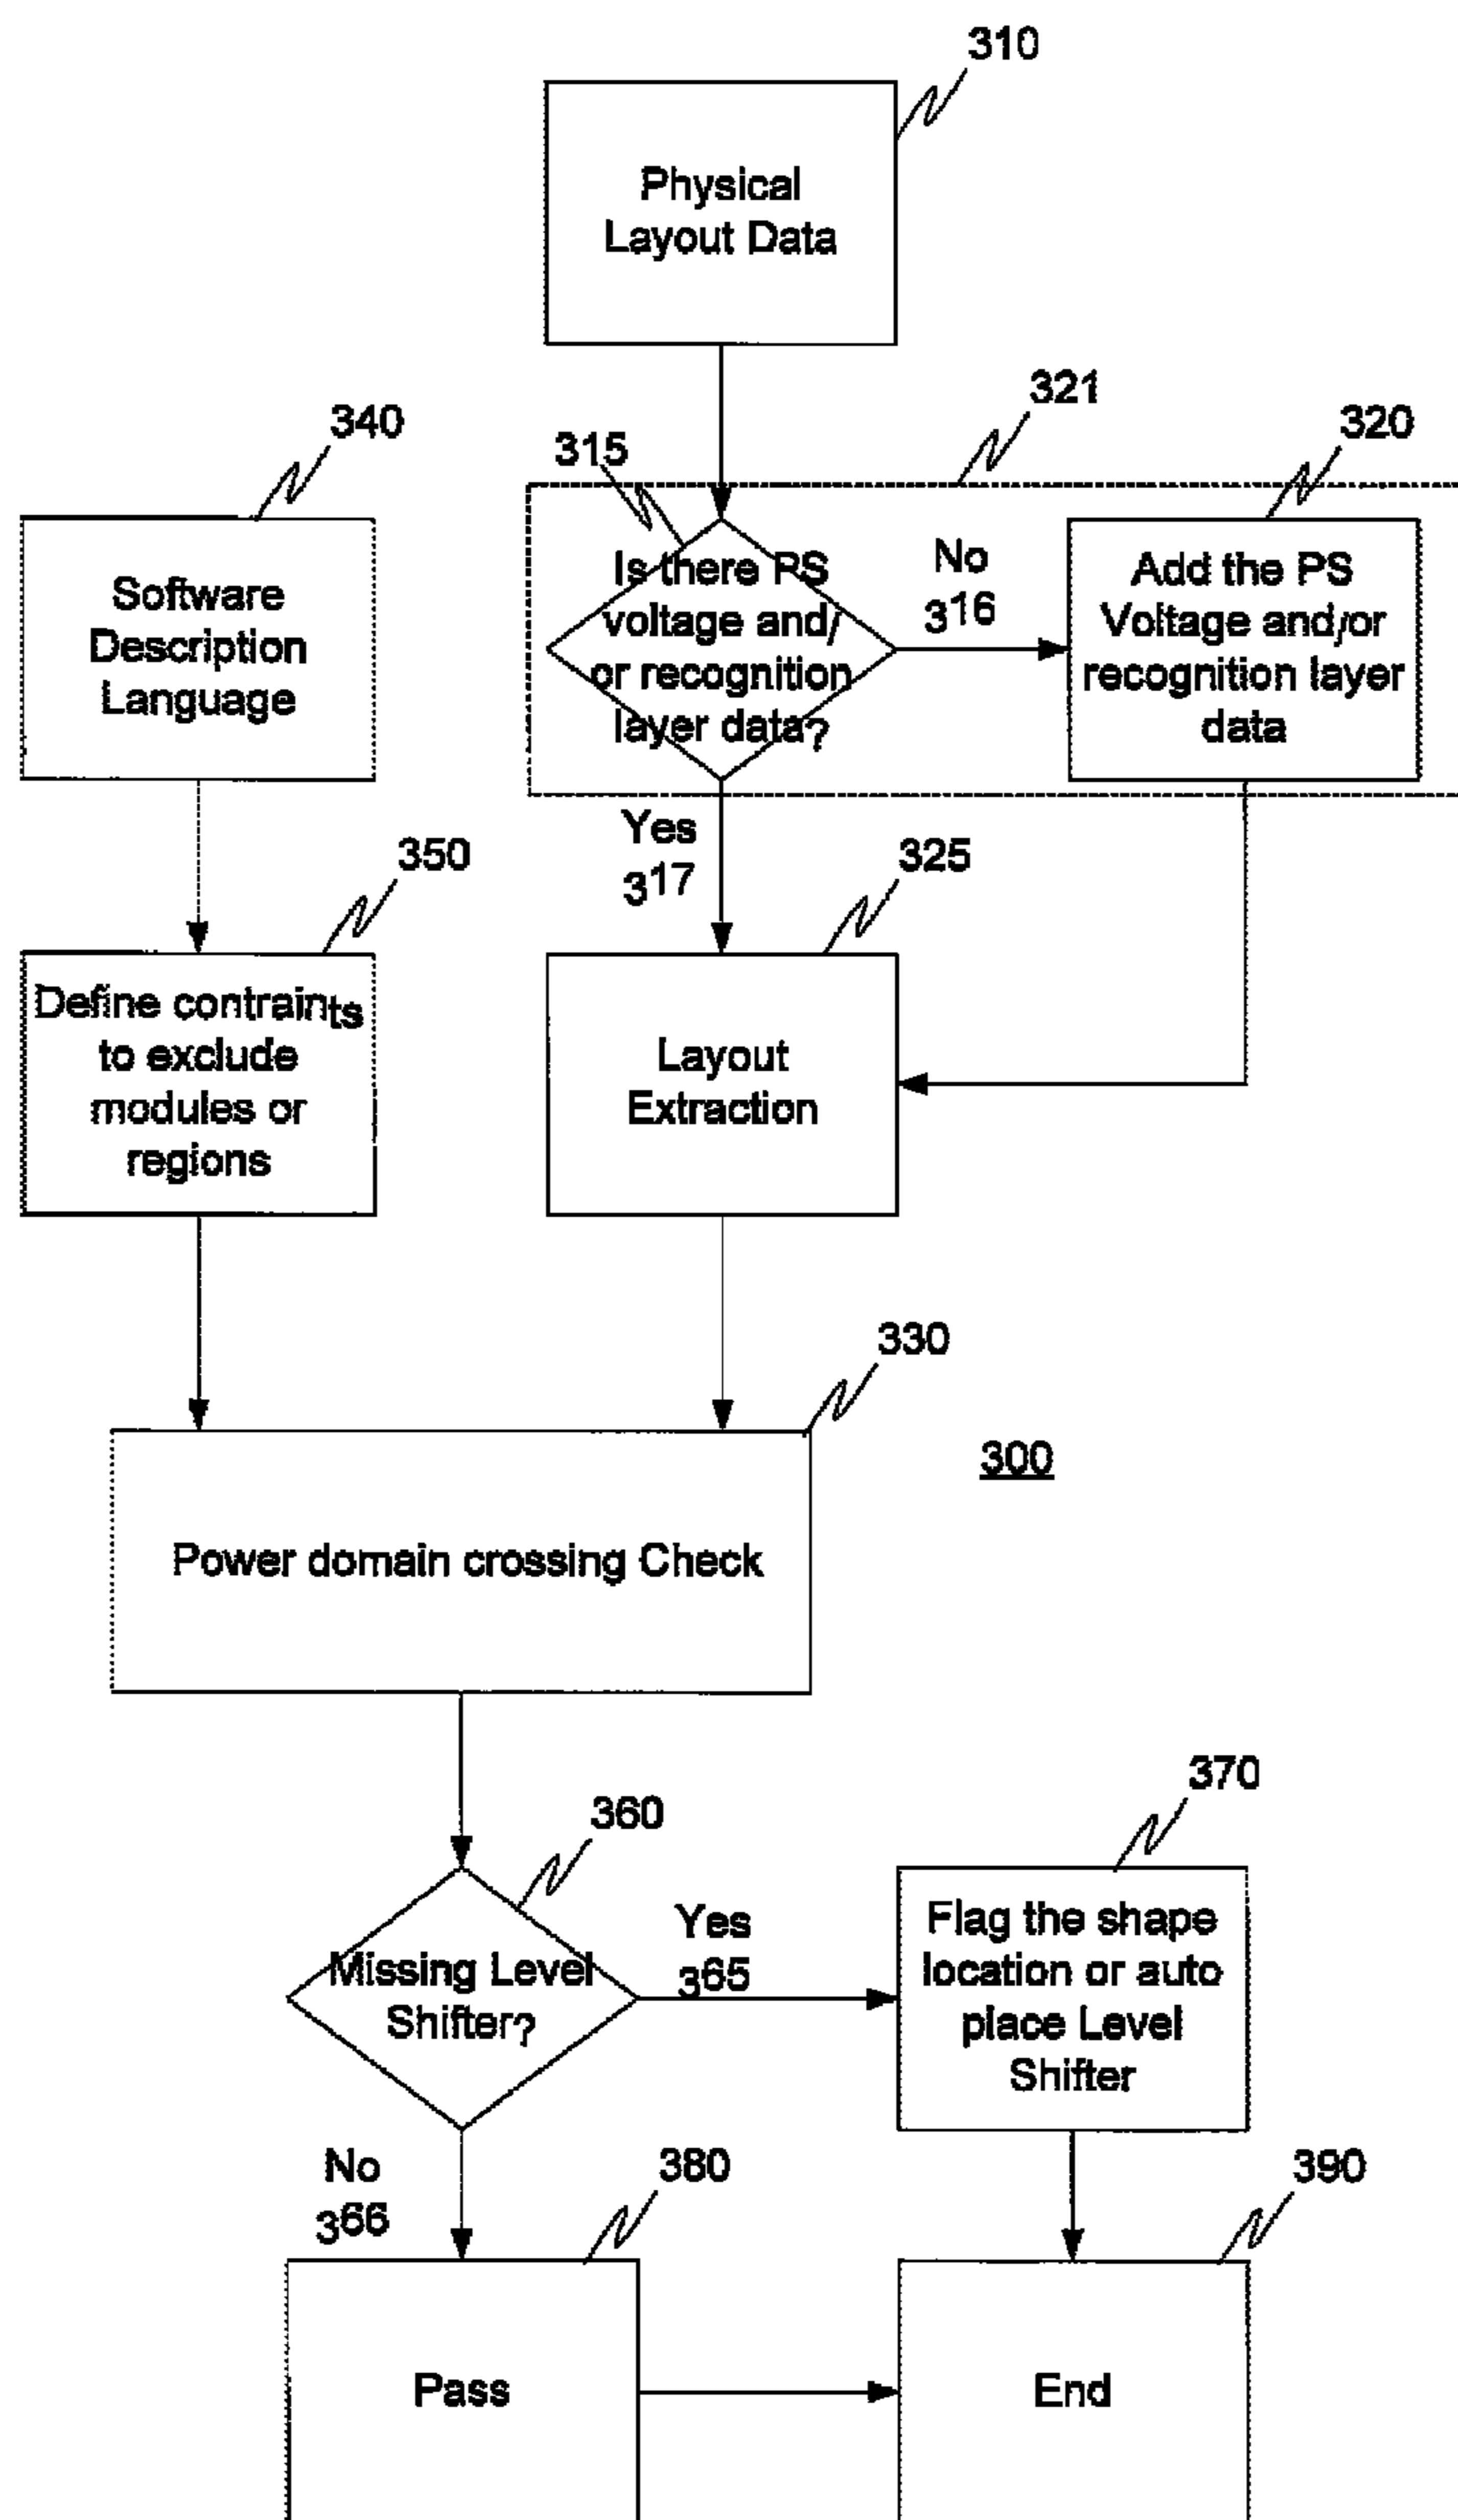 310
Physical
Layout Data
321
340
315
320
Software
Description
Language
Is there PS
voltage and/
or recognition
layer data?
No
316
Add the PS
Voltage and/or
recognition layer
data
Yes
317
350
325
Define contraints
to exclude
modules or
regions
Layout
Extraction
330
300
Power domain crossing Check
370
360
Missing Level
Shifter?
Yes
365
Flag the shape
location or auto
place Level
Shifter
No
366
380
390
Pass
End